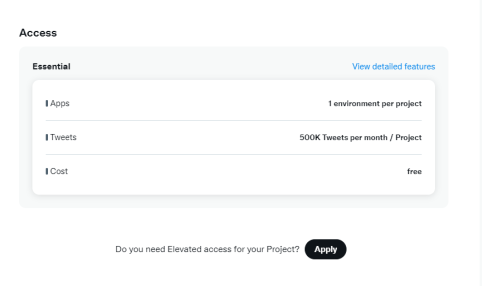 Access
Essential View detailed features
Apps 1 environment per project
Tweets 500K Tweets per month / Project
Cost free
Do you need Elevated access for your Project? Apply